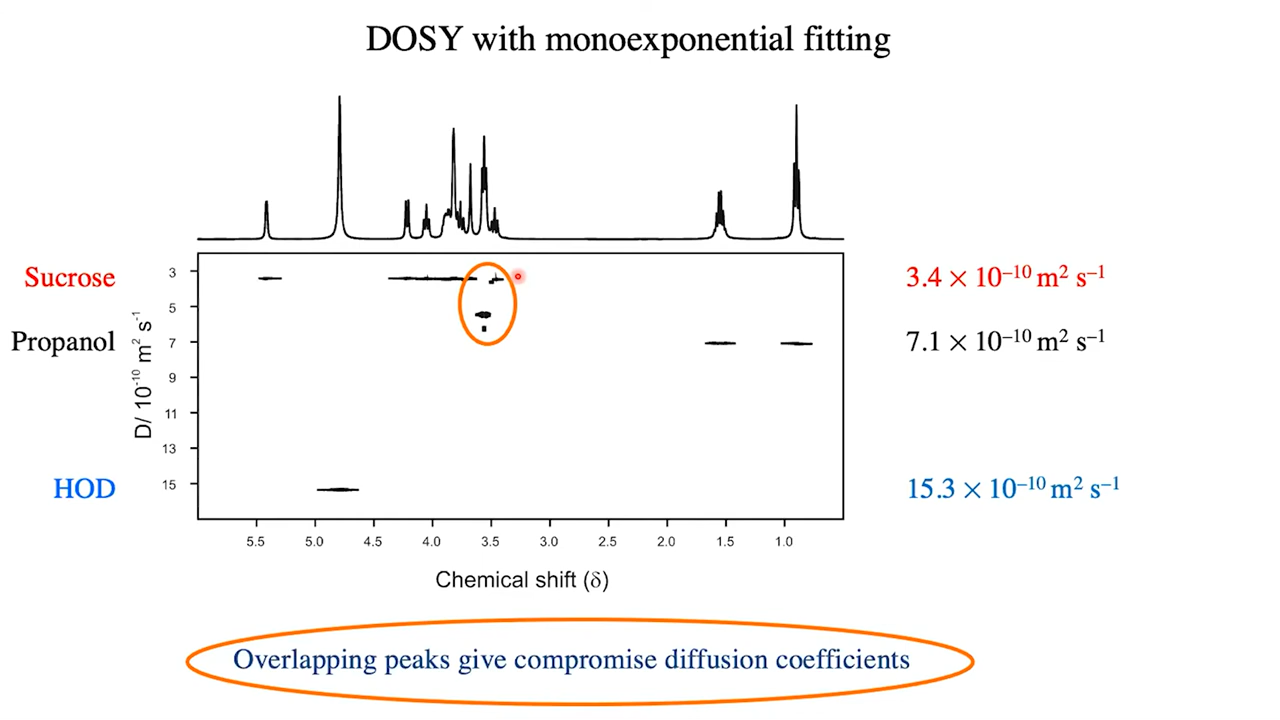 DOSY with monoexponential fitting
Sucrose
Propanol
HOD
D/ 10⁻¹⁰ m² s⁻¹
3
5
7
9
11
13
15
3.4 × 10⁻¹⁰ m² s⁻¹
7.1 × 10⁻¹⁰ m² s⁻¹
15.3 × 10⁻¹⁰ m² s⁻¹
5.5 5.0 4.5 4.0 3.5 3.0 2.5 2.0 1.5 1.0
Chemical shift (δ)
Overlapping peaks give compromise diffusion coefficients